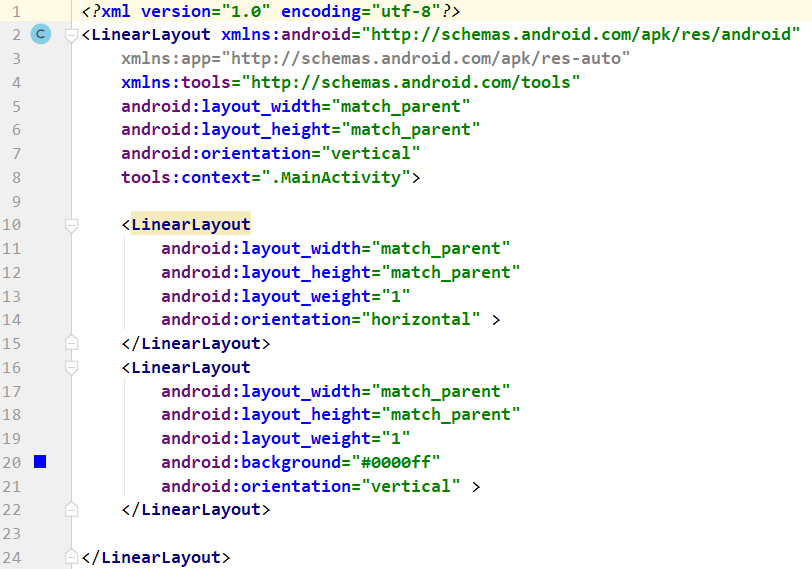 1 <?xml version="1.0" encoding="utf-8"?>
2 C <LinearLayout xmlns:android="http://schemas.android.com/apk/res/android"
3 xmlns:app="http://schemas.android.com/apk/res-auto"
4 xmlns:tools="http://schemas.android.com/tools"
5 android:layout_width="match_parent"
6 android:layout_height="match_parent"
7 android:orientation="vertical"
8 tools:context=".MainActivity">
9
10 <LinearLayout
11 android:layout_width="match_parent"
12 android:layout_height="match_parent"
13 android:layout_weight="1"
14 android:orientation="horizontal" >
15 </LinearLayout>
16 <LinearLayout
17 android:layout_width="match_parent"
18 android:layout_height="match_parent"
19 android:layout_weight="1"
20 android:background="#0000ff"
21 android:orientation="vertical" >
22 </LinearLayout>
23
24 </LinearLayout>